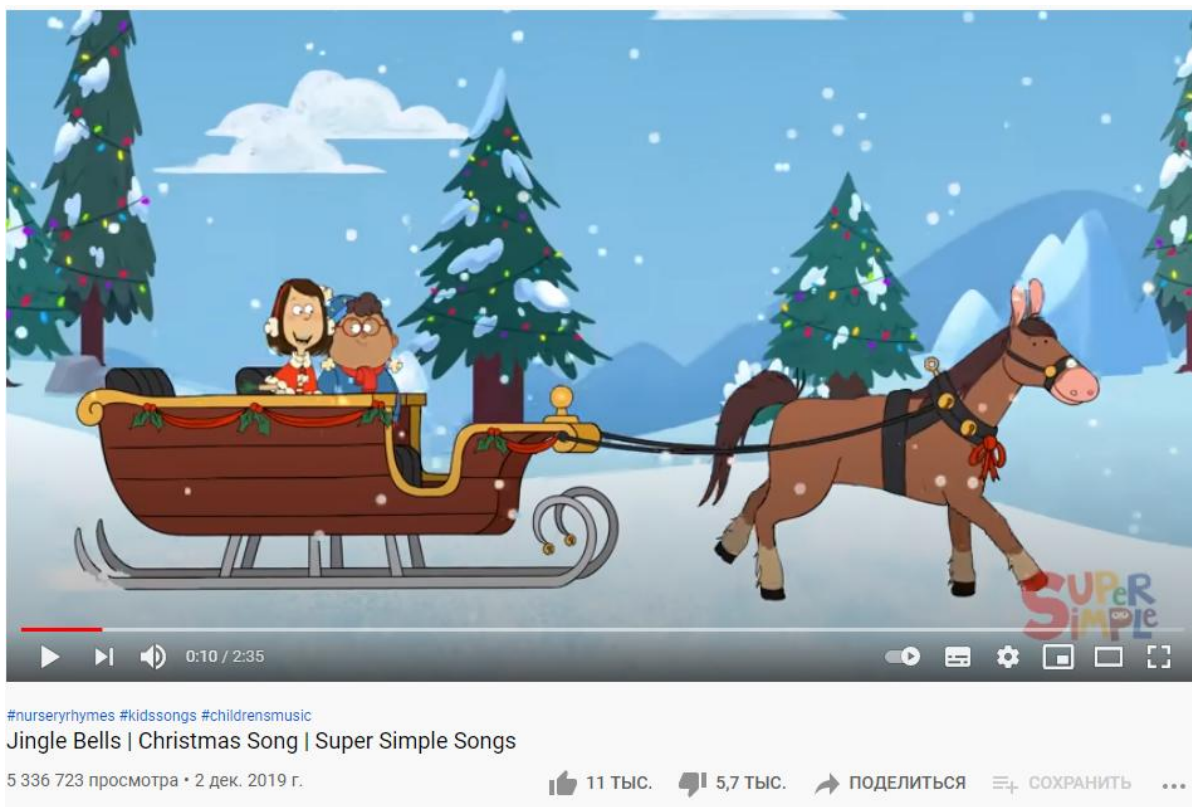 SUPeR
SiMPLE
0:10 / 2:35
#nurseryrhymes #kidssongs #childrensmusic
Jingle Bells | Christmas Song | Super Simple Songs
5 336 723 просмотра • 2 дек. 2019 г. 11 ТЫС. 5,7 ТЫС. ПОДЕЛИТЬСЯ СОХРАНИТЬ